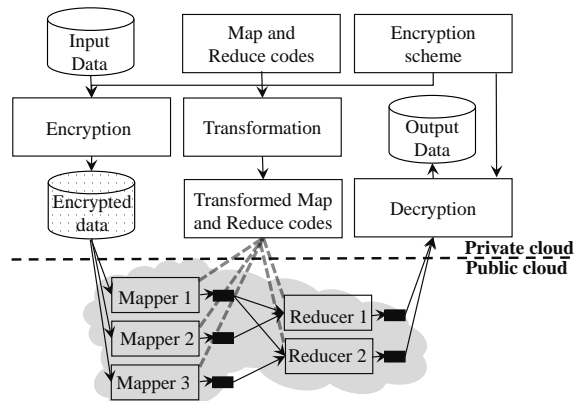 Input
Data
Map and
Reduce codes
Encryption
scheme
Encryption
Transformation
Output
Data
Encrypted
data
Transformed Map
and Reduce codes
Decryption
Private cloud
Public cloud
Mapper 1
Mapper 2
Mapper 3
Reducer 1
Reducer 2